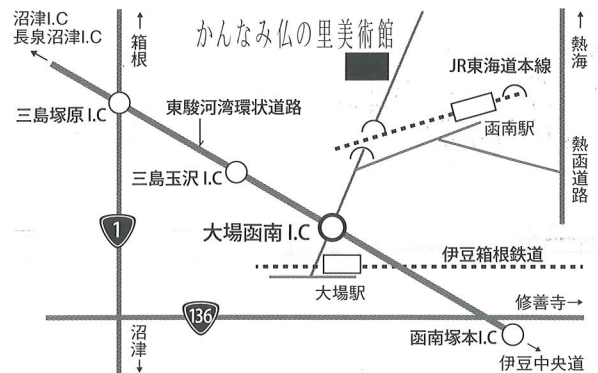 沼津I.C
長泉沼津I.C
↑
箱根
かんなみ仏の里美術館
↑
熱海
JR東海道本線
三島塚原I.C
東駿河湾環状道路
函南駅
熱函道路
三島玉沢I.C
1
大場函南I.C
伊豆箱根鉄道
大場駅
136
修善寺→
沼津
↓
函南塚本I.C
伊豆中央道